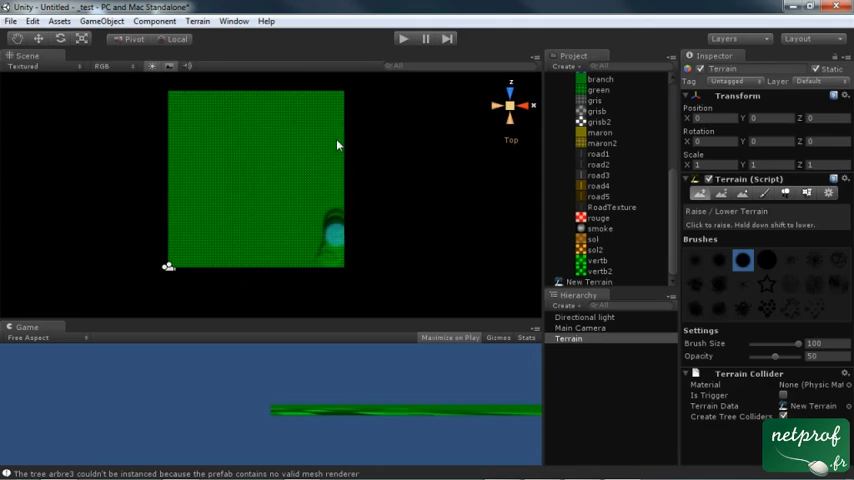 Unity - Untitled - _test - PC and Mac Standalone*
File Edit Assets GameObject Component Terrain Window Help
Pivot Local Layers Layout
Scene
Textured RGB All
z
x
Top
Game
Free Aspect Maximize on Play Gizmos Stats
Project
Create All
branch
green
gris
grisb
grisb2
maron
maron2
road1
road2
road3
road4
road5
RoadTexture
rouge
smoke
sol
sol2
vertb
vertb2
New Terrain
Hierarchy
Create All
Directional light
Main Camera
Terrain
Inspector
Terrain Static
Tag Untagged Layer Default
Transform
Position
X 0 Y 0 Z 0
Rotation
X 0 Y 0 Z 0
Scale
X 1 Y 1 Z 1
Terrain (Script)
Raise / Lower Terrain
Click to raise. Hold down shift to lower.
Brushes
Settings
Brush Size 100
Opacity 50
Terrain Collider
Material None (Physic Mat
Is Trigger
Terrain Data New Terrain
Create Tree Colliders
The tree arbre3 couldn't be instanced because the prefab contains no valid mesh renderer
netprof
.fr